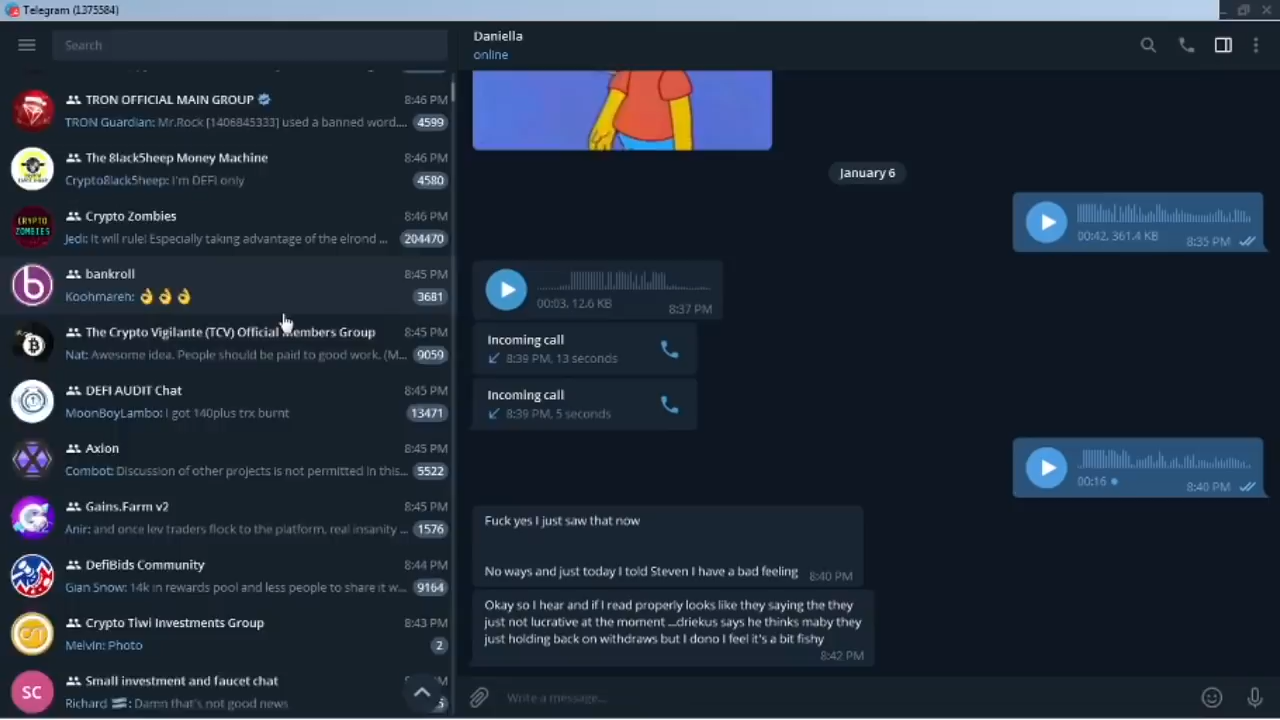 Telegram (1375584)
Search
TRON OFFICIAL MAIN GROUP 8:46 PM
TRON Guardian: Mr.Rock [1406845333] used a banned word.... 4599
The 8lack5heep Money Machine 8:46 PM
Crypto8lack5heep: I'm DEFI only 4580
Crypto Zombies 8:46 PM
Jedi: It will rule! Especially taking advantage of the elrond ... 204470
bankroll 8:45 PM
Koohmareh: 👌👌👌 3681
The Crypto Vigilante (TCV) Official Members Group 8:45 PM
Nat: Awesome idea. People should be paid to good work. (M... 9059
DEFI AUDIT Chat 8:45 PM
MoonBoyLambo: I got 140plus trx burnt 13471
Axion 8:45 PM
Combot: Discussion of other projects is not permitted in this... 5522
Gains.Farm v2 8:45 PM
Anir: and once lev traders flock to the platform, real insanity ... 1576
DefiBids Community 8:44 PM
Gian Snow: 14k in rewards pool and less people to share it w... 9164
Crypto Tiwi Investments Group 8:43 PM
Melvin: Photo 2
Small investment and faucet chat
Richard: Damn that's not good news
Daniella
online
January 6
00:42, 361.4 KB 8:35 PM
00:03, 12.6 KB 8:37 PM
Incoming call
8:39 PM, 13 seconds
Incoming call
8:39 PM, 5 seconds
00:16 8:40 PM
Fuck yes I just saw that now
No ways and just today I told Steven I have a bad feeling 8:40 PM
Okay so I hear and if I read properly looks like they saying the they
just not lucrative at the moment ...driekus says he thinks maby they
just holding back on withdraws but I dono I feel it's a bit fishy
8:42 PM
Write a message...